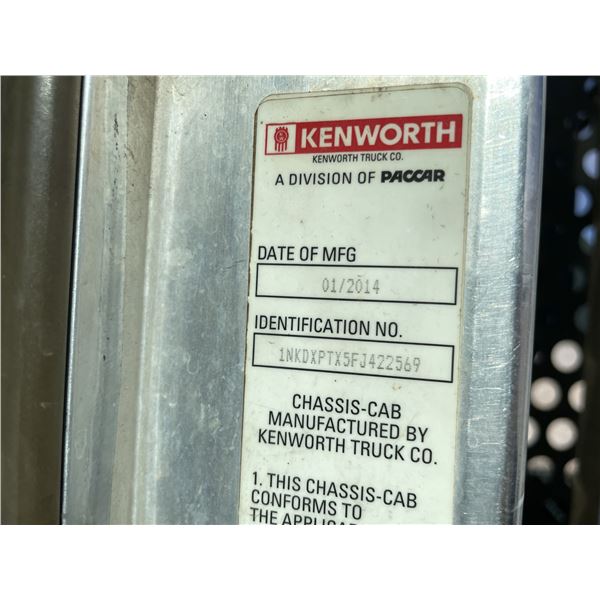 KENWORTH
KENWORTH TRUCK CO.
A DIVISION OF PACCAR
DATE OF MFG
01/2014
IDENTIFICATION NO.
1NKDXPTX5FJ422569
CHASSIS-CAB
MANUFACTURED BY
KENWORTH TRUCK CO.
1. THIS CHASSIS-CAB
CONFORMS TO
THE